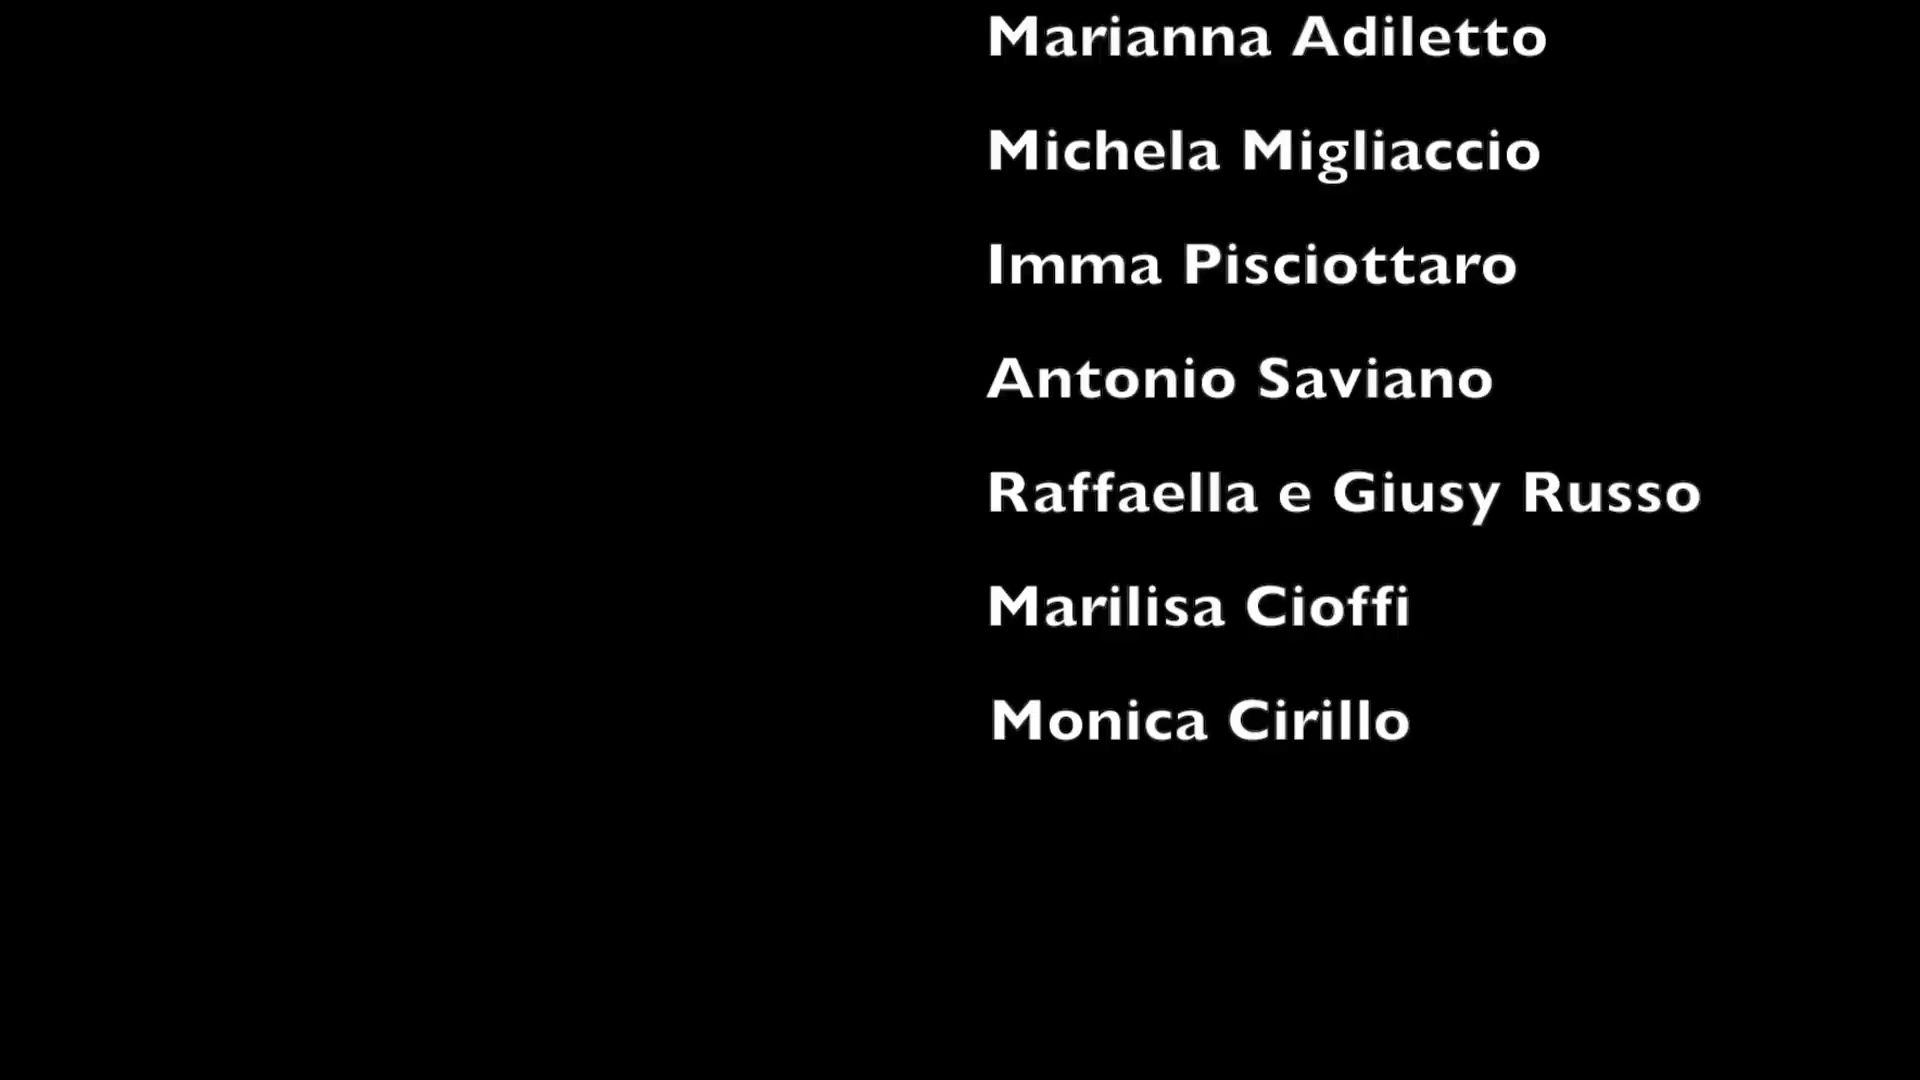 Marianna Adiletto
Michela Migliaccio
Imma Pisciottaro
Antonio Saviano
Raffaella e Giusy Russo
Marilisa Cioffi
Monica Cirillo